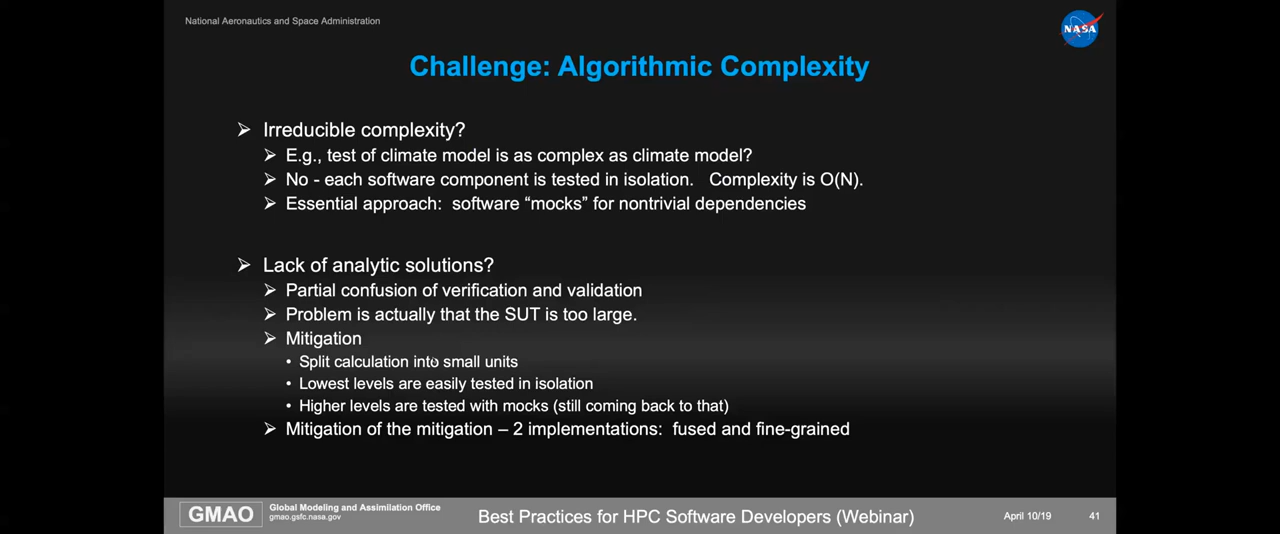 National Aeronautics and Space Administration
NASA
Challenge: Algorithmic Complexity
Irreducible complexity?
E.g., test of climate model is as complex as climate model?
No - each software component is tested in isolation. Complexity is O(N).
Essential approach: software “mocks” for nontrivial dependencies
Lack of analytic solutions?
Partial confusion of verification and validation
Problem is actually that the SUT is too large.
Mitigation
• Split calculation into small units
• Lowest levels are easily tested in isolation
• Higher levels are tested with mocks (still coming back to that)
Mitigation of the mitigation – 2 implementations: fused and fine-grained
GMAO
Global Modeling and Assimilation Office
gmao.gsfc.nasa.gov
Best Practices for HPC Software Developers (Webinar)
April 10/19
41